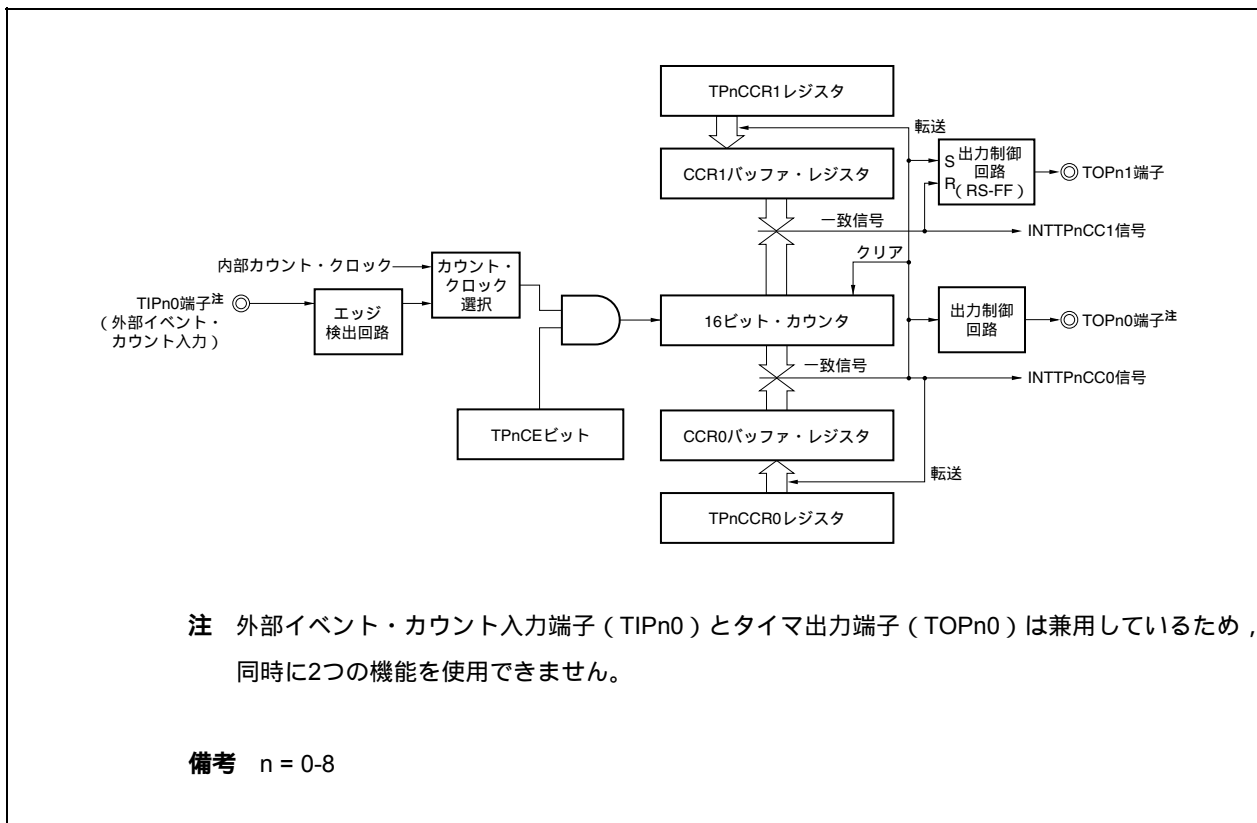 TPnCCR1レジスタ
転送
CCR1バッファ・レジスタ
S 出力制御
回路
R（RS-FF）
TOPn1端子
一致信号
INTTPnCC1信号
クリア
内部カウント・クロック
カウント・
クロック
選択
TIPn0端子注
（外部イベント・
カウント入力）
エッジ
検出回路
16ビット・カウンタ
出力制御
回路
TOPn0端子注
一致信号
INTTPnCC0信号
TPnCEビット
CCR0バッファ・レジスタ
転送
TPnCCR0レジスタ
注　外部イベント・カウント入力端子（TIPn0）とタイマ出力端子（TOPn0）は兼用しているため，
同時に2つの機能を使用できません。
備考　n = 0-8